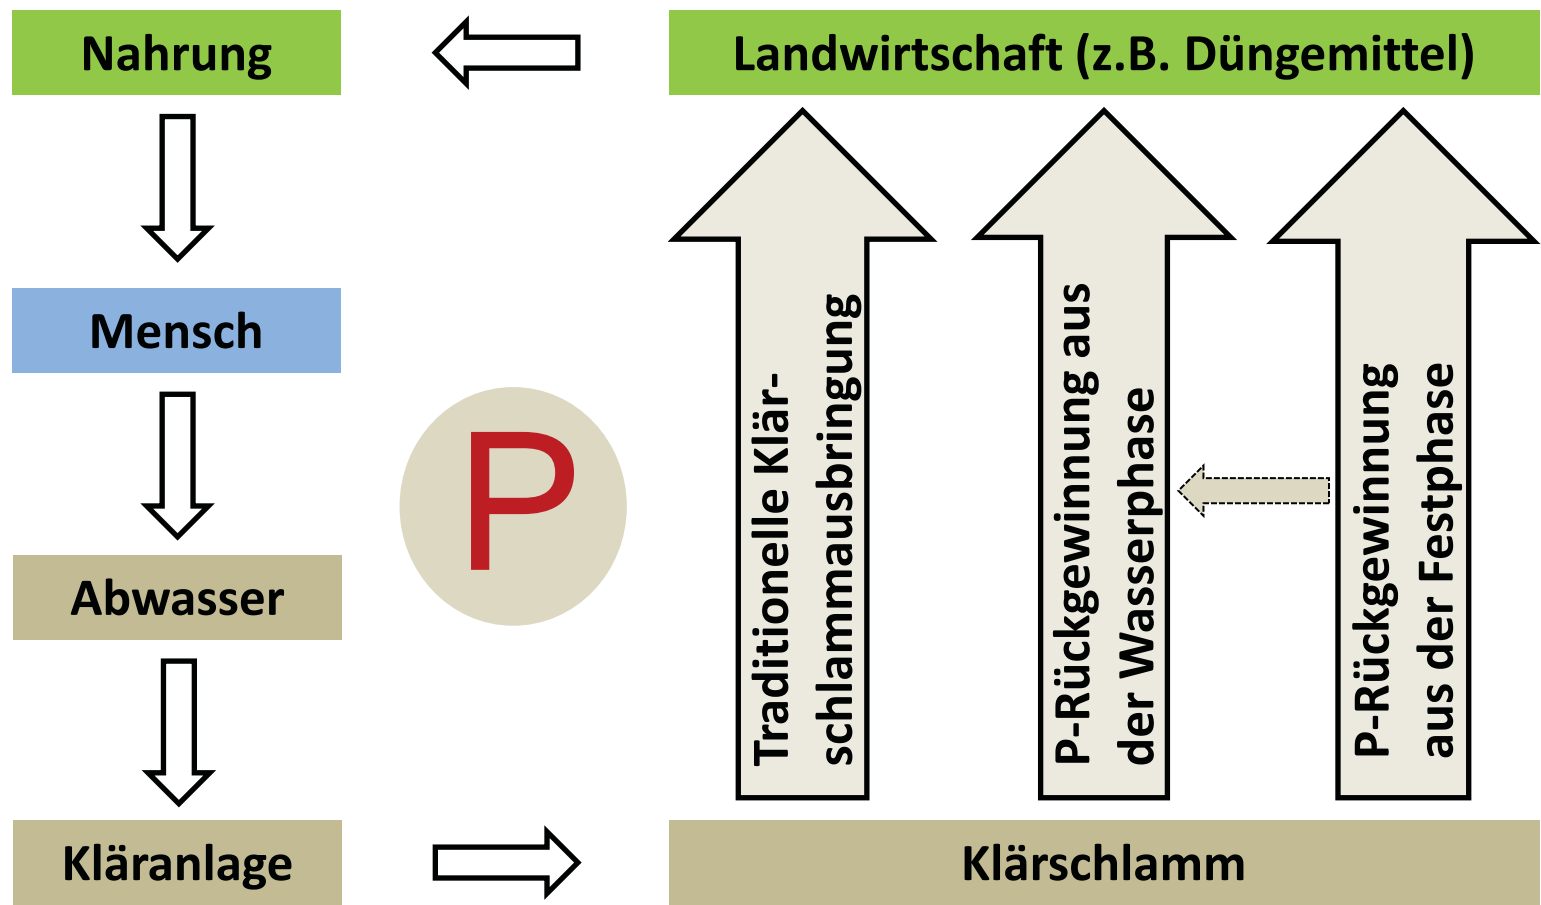 Nahrung
Landwirtschaft (z.B. Düngemittel)
Mensch
Abwasser
Kläranlage
P
Traditionelle Klär-
schlammausbringung
P-Rückgewinnung aus
der Wasserphase
P-Rückgewinnung
aus der Festphase
Klärschlamm